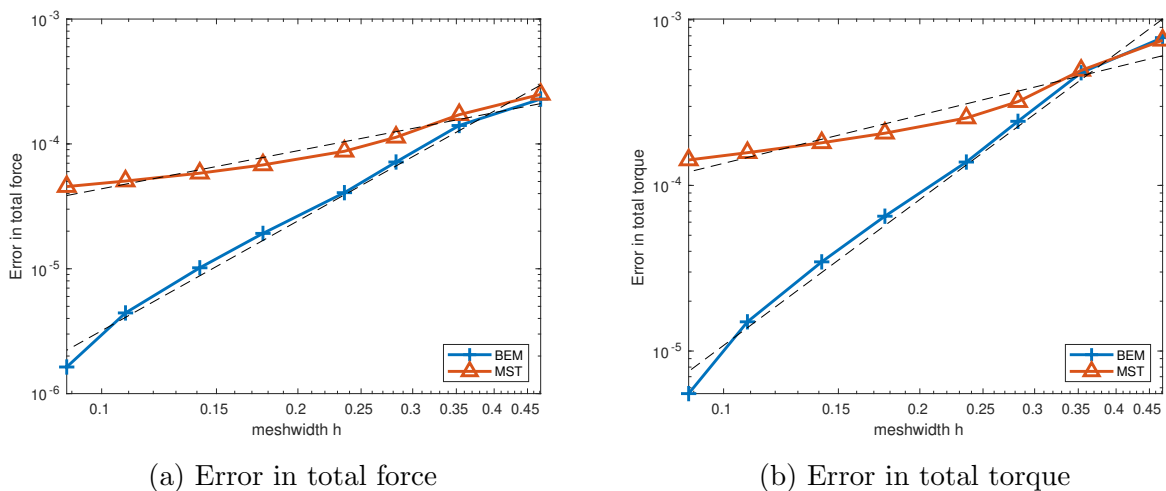 10^-3
10^-4
10^-5
10^-6
Error in total force
0.1 0.15 0.2 0.25 0.3 0.35 0.4 0.45
meshwidth h
BEM
MST
(a) Error in total force
10^-3
10^-4
10^-5
Error in total torque
0.1 0.15 0.2 0.25 0.3 0.35 0.4 0.45
meshwidth h
BEM
MST
(b) Error in total torque